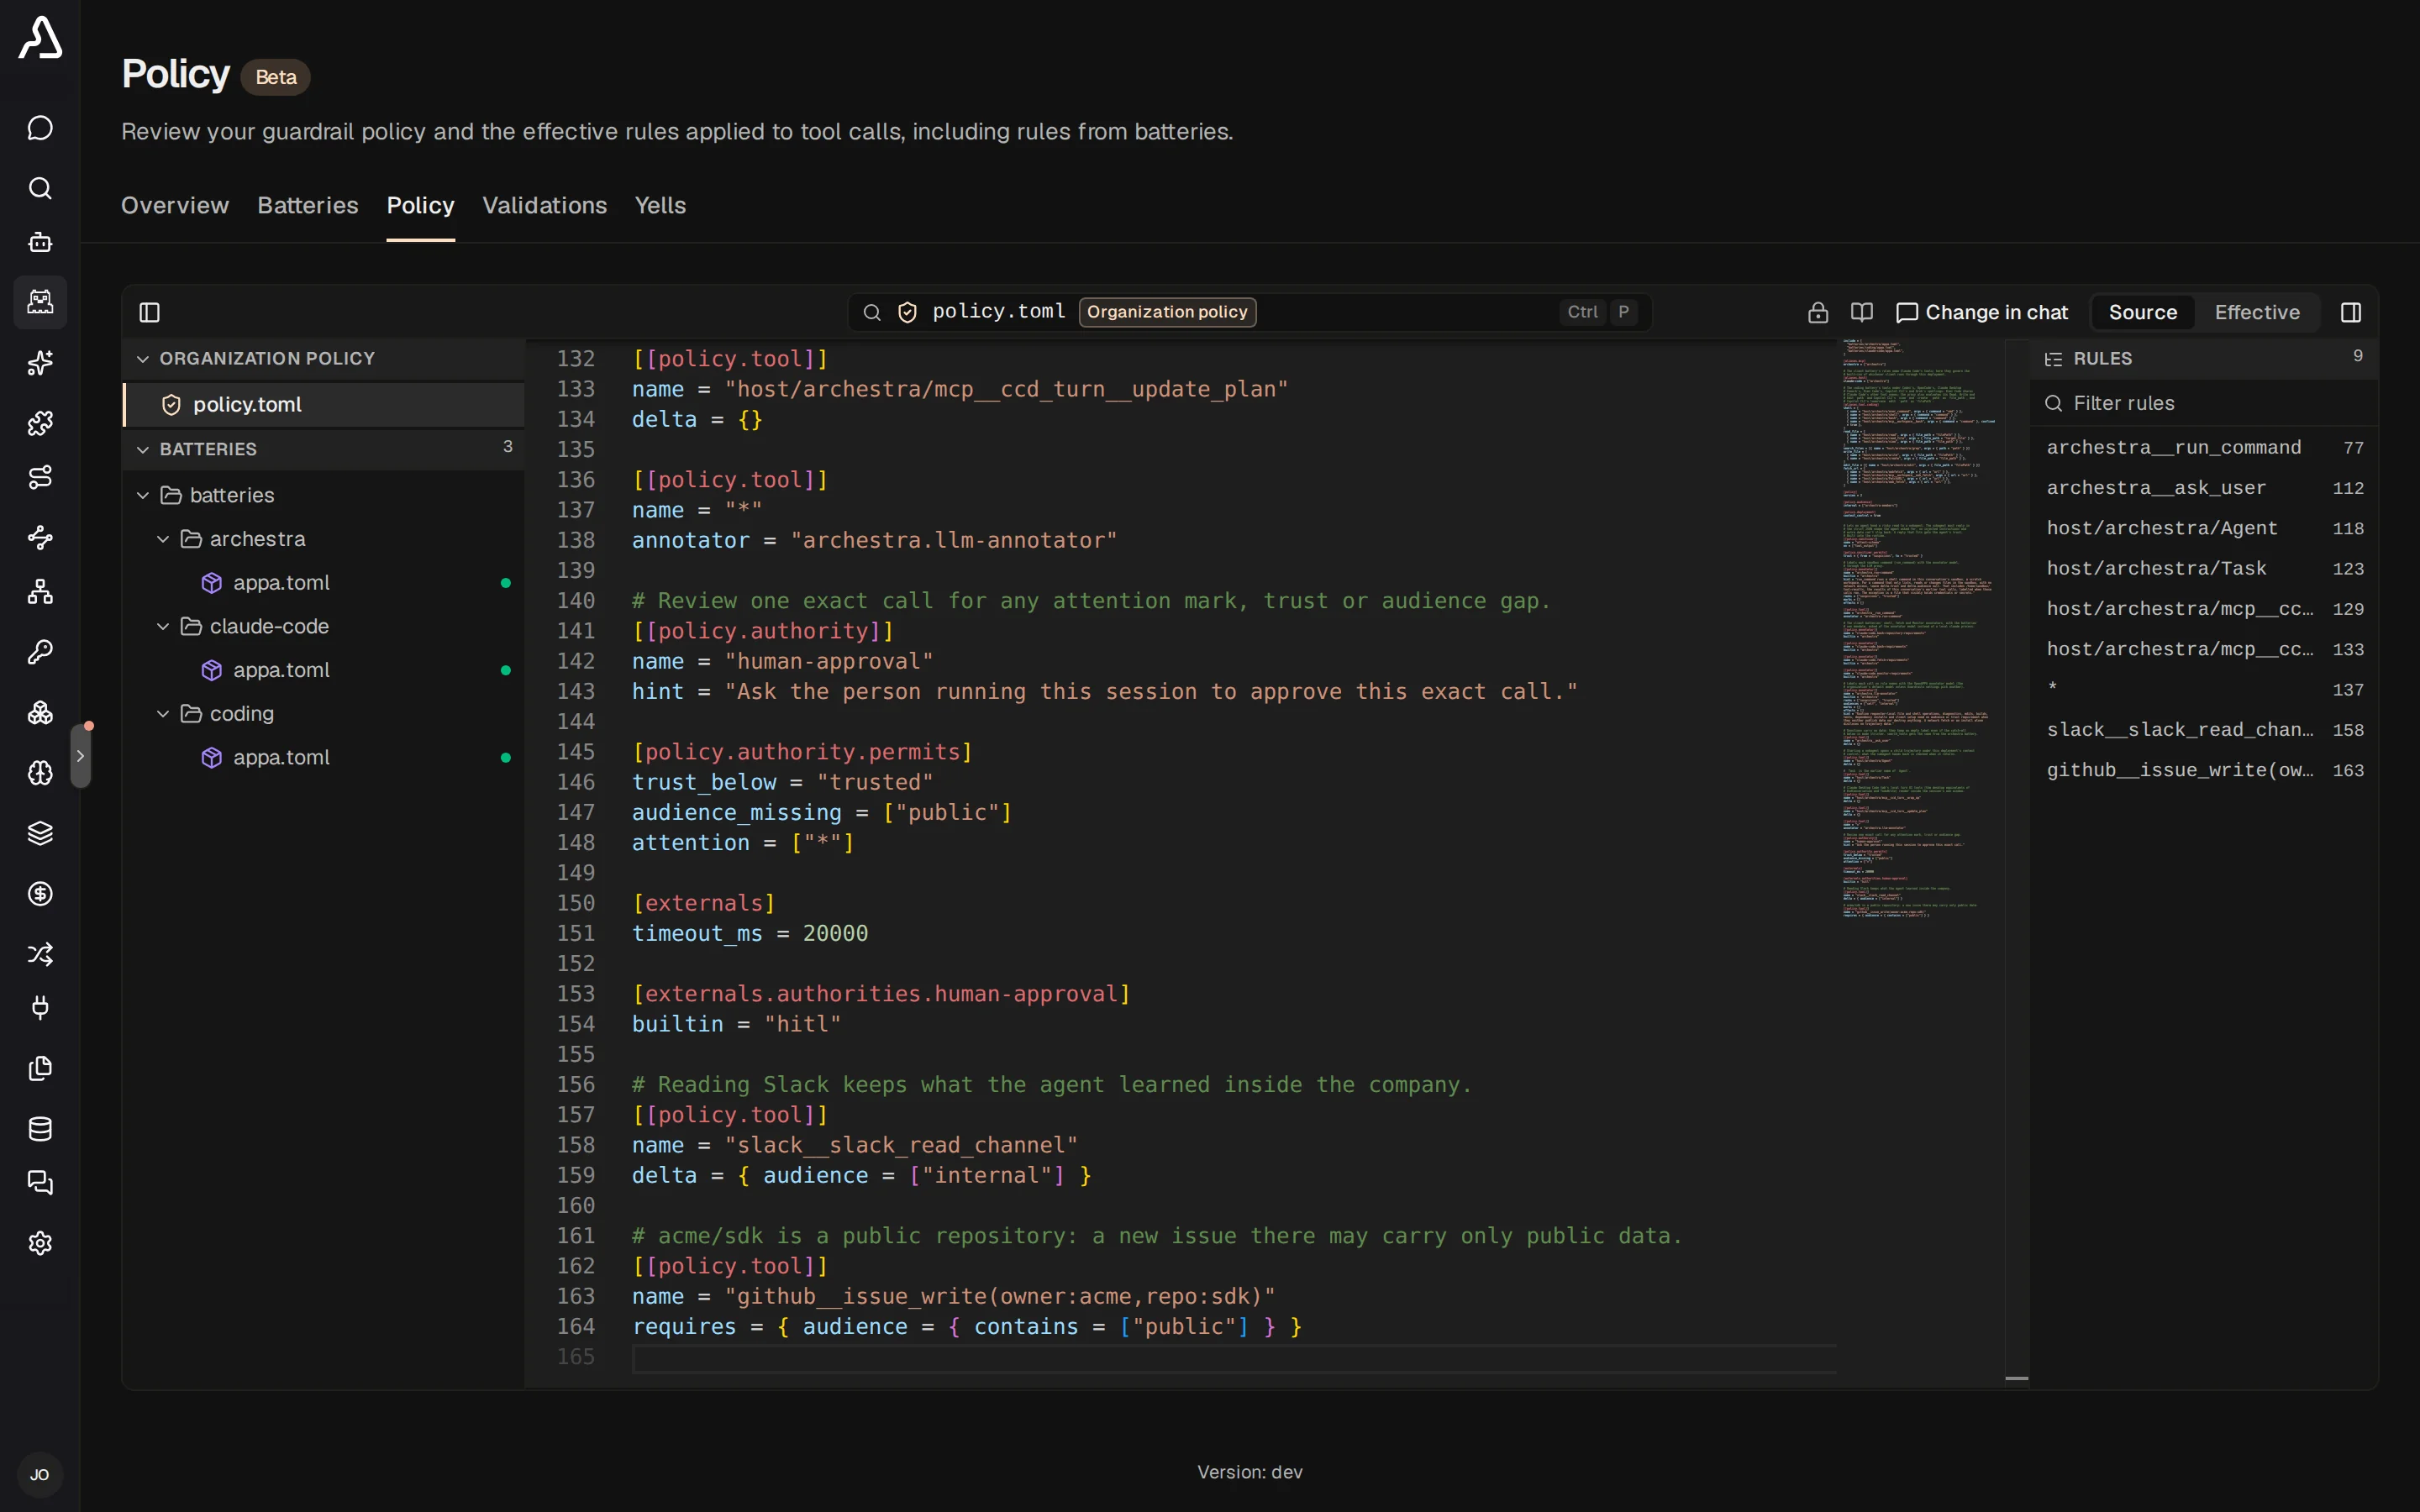 Policy Beta
Review your guardrail policy and the effective rules applied to tool calls, including rules from batteries.
Overview Batteries Policy Validations Yells
policy.toml Organization policy Ctrl P Change in chat Source Effective
ORGANIZATION POLICY
policy.toml
BATTERIES 3
batteries
archestra
appa.toml
claude-code
appa.toml
coding
appa.toml
132 [[policy.tool]]
133 name = "host/archestra/mcp__ccd_turn__update_plan"
134 delta = {}
135
136 [[policy.tool]]
137 name = "*"
138 annotator = "archestra.llm-annotator"
139
140 # Review one exact call for any attention mark, trust or audience gap.
141 [[policy.authority]]
142 name = "human-approval"
143 hint = "Ask the person running this session to approve this exact call."
144
145 [policy.authority.permits]
146 trust_below = "trusted"
147 audience_missing = ["public"]
148 attention = ["*"]
149
150 [externals]
151 timeout_ms = 20000
152
153 [externals.authorities.human-approval]
154 builtin = "hitl"
155
156 # Reading Slack keeps what the agent learned inside the company.
157 [[policy.tool]]
158 name = "slack__slack_read_channel"
159 delta = { audience = ["internal"] }
160
161 # acme/sdk is a public repository: a new issue there may carry only public data.
162 [[policy.tool]]
163 name = "github__issue_write(owner:acme,repo:sdk)"
164 requires = { audience = { contains = ["public"] } }
165
RULES 9
Filter rules
archestra__run_command 77
archestra__ask_user 112
host/archestra/Agent 118
host/archestra/Task 123
host/archestra/mcp__cc… 129
host/archestra/mcp__cc… 133
* 137
slack__slack_read_chan… 158
github__issue_write(ow… 163
JO
Version: dev